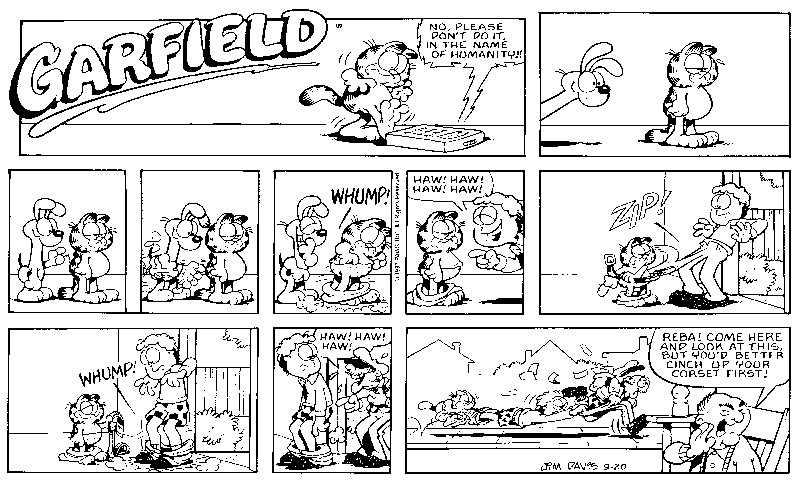 GARFIELD
NO, PLEASE
DON'T DO IT,
IN THE NAME
OF HUMANITY!!
WHUMP!
HAW! HAW!
HAW! HAW!
ZIP!
WHUMP!
HAW! HAW!
HAW!
REBA! COME HERE
AND LOOK AT THIS,
BUT YOU'D BETTER
CINCH UP YOUR
CORSET FIRST!
JIM DAVIS 9-20